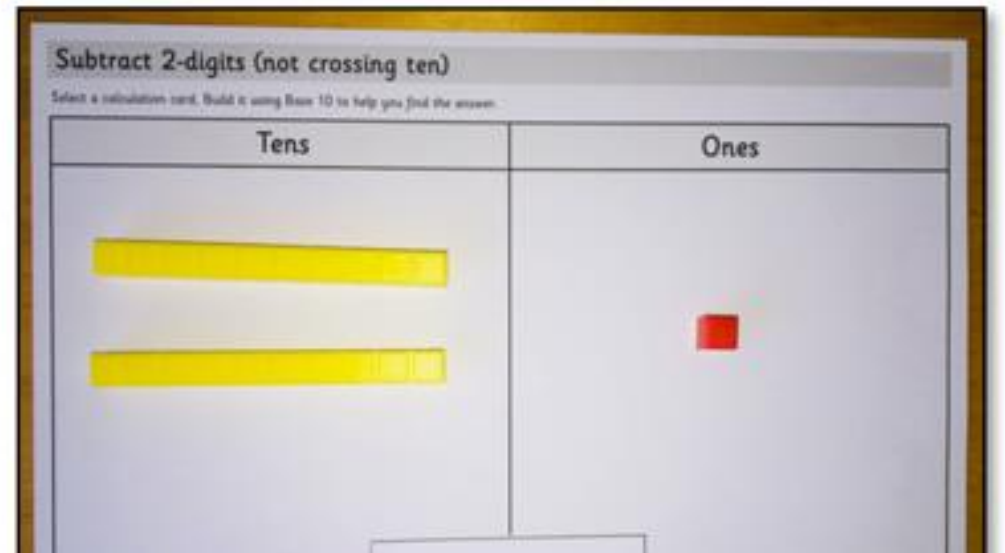 Subtract 2-digits (not crossing ten)
Select a calculation card. Build it using Base 10 to help you find the answer.
Tens
Ones